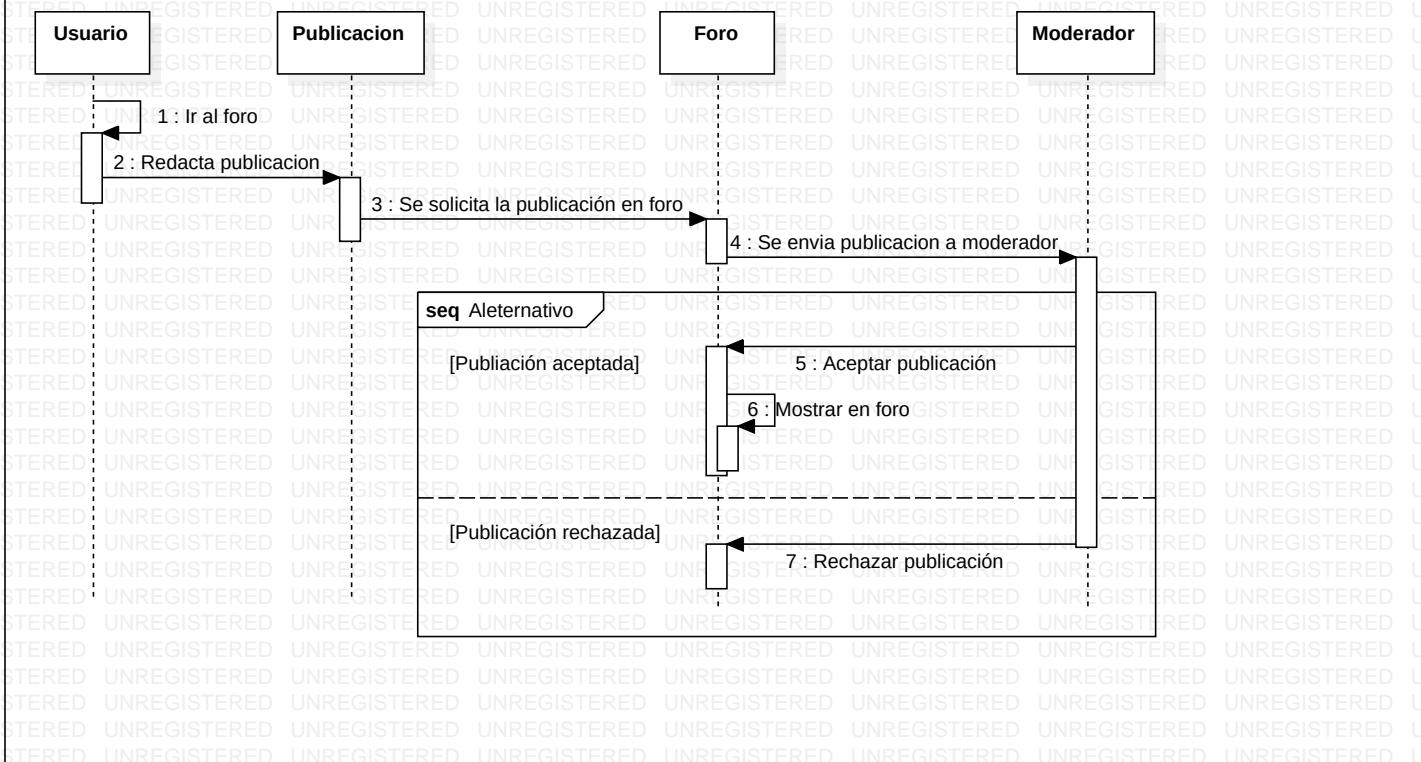 Usuario
Publicacion
Foro
Moderador
1 : Ir al foro
2 : Redacta publicacion
3 : Se solicita la publicación en foro
4 : Se envia publicacion a moderador
seq Aleternativo
[Publiación aceptada]
5 : Aceptar publicación
6 : Mostrar en foro
[Publicación rechazada]
7 : Rechazar publicación
UNREGISTERED